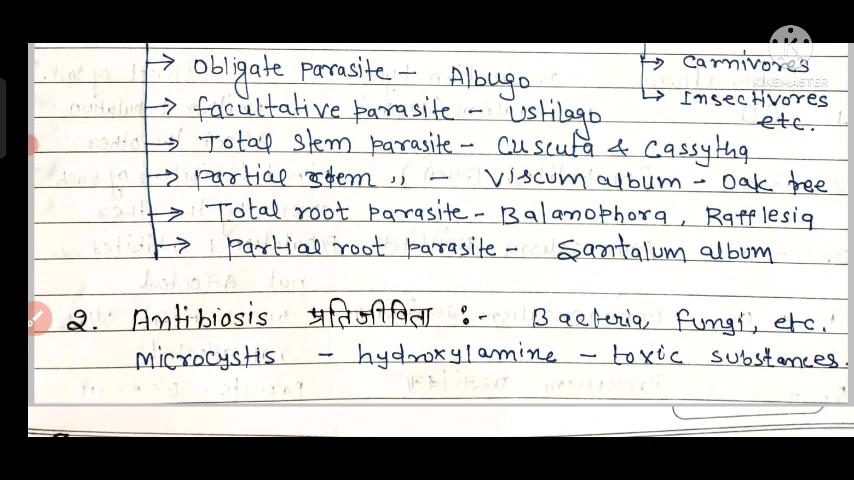 → Obligate parasite - Albugo
→ Carnivores
KINEMASTER
→ Insectivores etc.
→ facultative parasite - Ustilago
→ Total stem parasite - Cuscuta & Cassytha
→ partial stem ,, - Viscum album - Oak tree
→ Total root parasite - Balanophora, Rafflesia
→ Partial root parasite - Santalum album
2. Antibiosis प्रतिजीविता :- Bacteria, fungi, etc.
Microcystis - hydroxylamine - toxic substances.